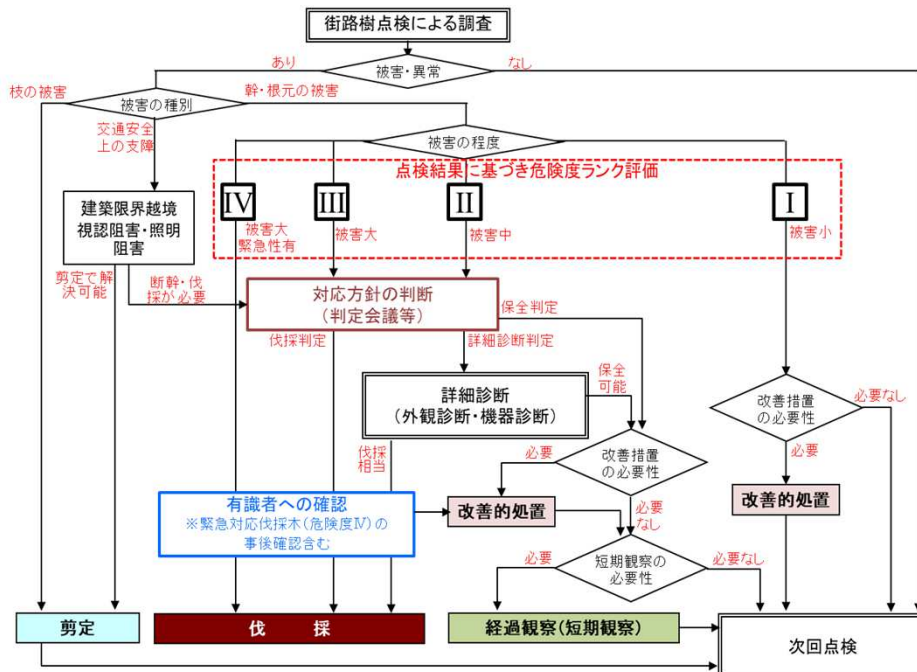 街路樹点検による調査
あり
被害・異常
なし
枝の被害
被害の種別
幹・根元の被害
交通安全
上の支障
被害の程度
点検結果に基づき危険度ランク評価
Ⅳ
Ⅲ
Ⅱ
Ⅰ
被害大
緊急性有
被害大
被害中
被害小
建築限界越境
視認阻害・照明
阻害
剪定で解
決可能
断幹・伐
採が必要
対応方針の判断
(判定会議等)
保全判定
伐採判定
詳細診断判定
詳細診断
(外観診断・機器診断)
保全
可能
伐採
相当
改善措置
の必要性
必要なし
必要
改善的処置
必要
改善措置
の必要性
改善的処置
必要
なし
有識者への確認
※緊急対応伐採木(危険度Ⅳ)の
事後確認含む
必要
短期観察の
必要性
必要なし
剪定
伐 採
経過観察(短期観察)
次回点検